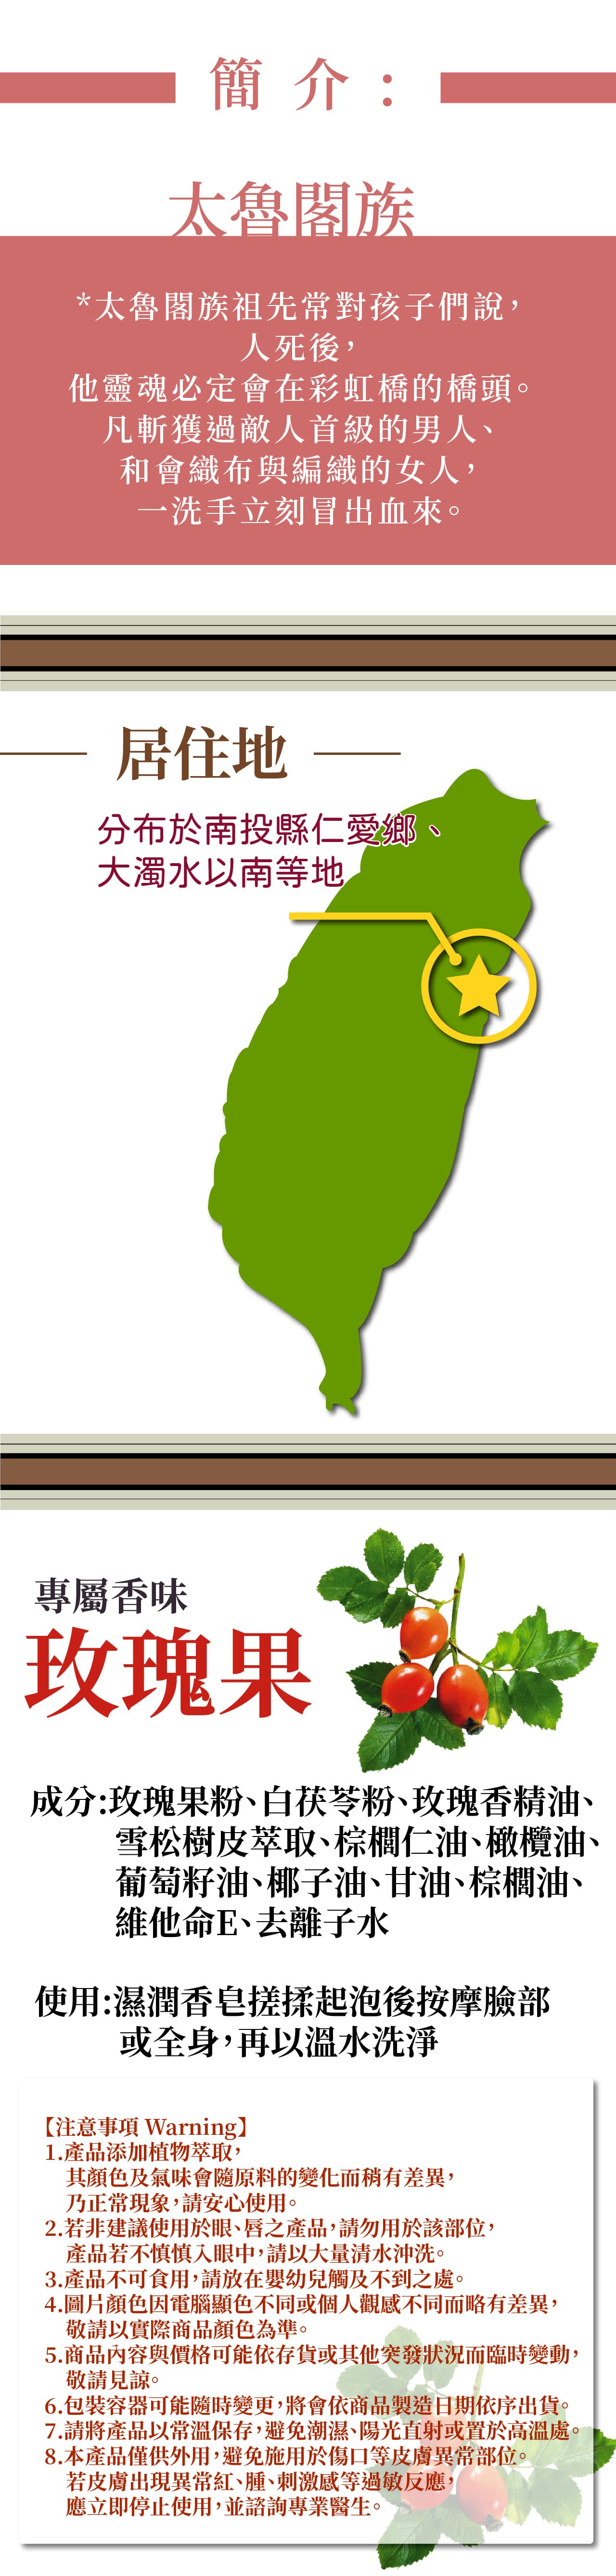 簡 介 :
太魯閣族
*太魯閣族祖先常對孩子們說，
人死後，
他靈魂必定會在彩虹橋的橋頭。
凡斬獲過敵人首級的男人、
和會織布與編織的女人，
一洗手立刻冒出血來。
居住地
分布於南投縣仁愛鄉、
大濁水以南等地
專屬香味
玫瑰果
成分:玫瑰果粉、白茯苓粉、玫瑰香精油、
雪松樹皮萃取、棕櫚仁油、橄欖油、
葡萄籽油、椰子油、甘油、棕櫚油、
維他命E、去離子水
使用:濕潤香皂搓揉起泡後按摩臉部
或全身，再以溫水洗淨
【注意事項 Warning】
1.產品添加植物萃取，
其顏色及氣味會隨原料的變化而稍有差異，
乃正常現象，請安心使用。
2.若非建議使用於眼、唇之產品，請勿用於該部位，
產品若不慎慎入眼中，請以大量清水沖洗。
3.產品不可食用，請放在嬰幼兒觸及不到之處。
4.圖片顏色因電腦顯色不同或個人觀感不同而略有差異，
敬請以實際商品顏色為準。
5.商品內容與價格可能依存貨或其他突發狀況而臨時變動，
敬請見諒。
6.包裝容器可能隨時變更，將會依商品製造日期依序出貨。
7.請將產品以常溫保存，避免潮濕、陽光直射或置於高溫處。
8.本產品僅供外用，避免施用於傷口等皮膚異常部位。
若皮膚出現異常紅、腫、刺激感等過敏反應，
應立即停止使用，並諮詢專業醫生。